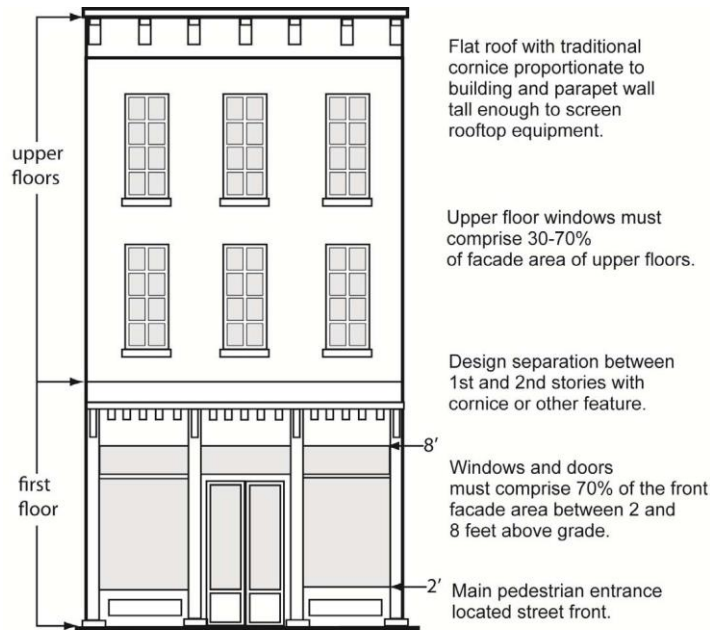 Flat roof with traditional
cornice proportionate to
building and parapet wall
tall enough to screen
rooftop equipment.
upper
floors
Upper floor windows must
comprise 30-70%
of facade area of upper floors.
Design separation between
1st and 2nd stories with
cornice or other feature.
8'
Windows and doors
must comprise 70% of the front
facade area between 2 and
8 feet above grade.
first
floor
2'
Main pedestrian entrance
located street front.